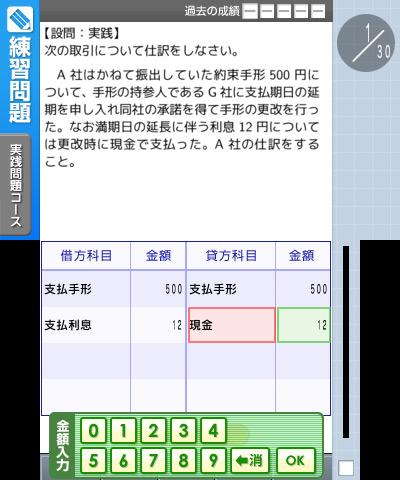 過去の成績
練習問題
実践問題コース
1/30
【設問：実践】
次の取引について仕訳をしなさい。
A社はかねて振出していた約束手形500円に
ついて、手形の持参人であるG社に支払期日の延
期を申し入れ同社の承諾を得て手形の更改を行っ
た。なお満期日の延長に伴う利息12円について
は更改時に現金で支払った。A社の仕訳をする
こと。
借方科目 金額 貸方科目 金額
支払手形 500 支払手形 500
支払利息 12 現金 12
金額入力
0 1 2 3 4
5 6 7 8 9 ←消 OK